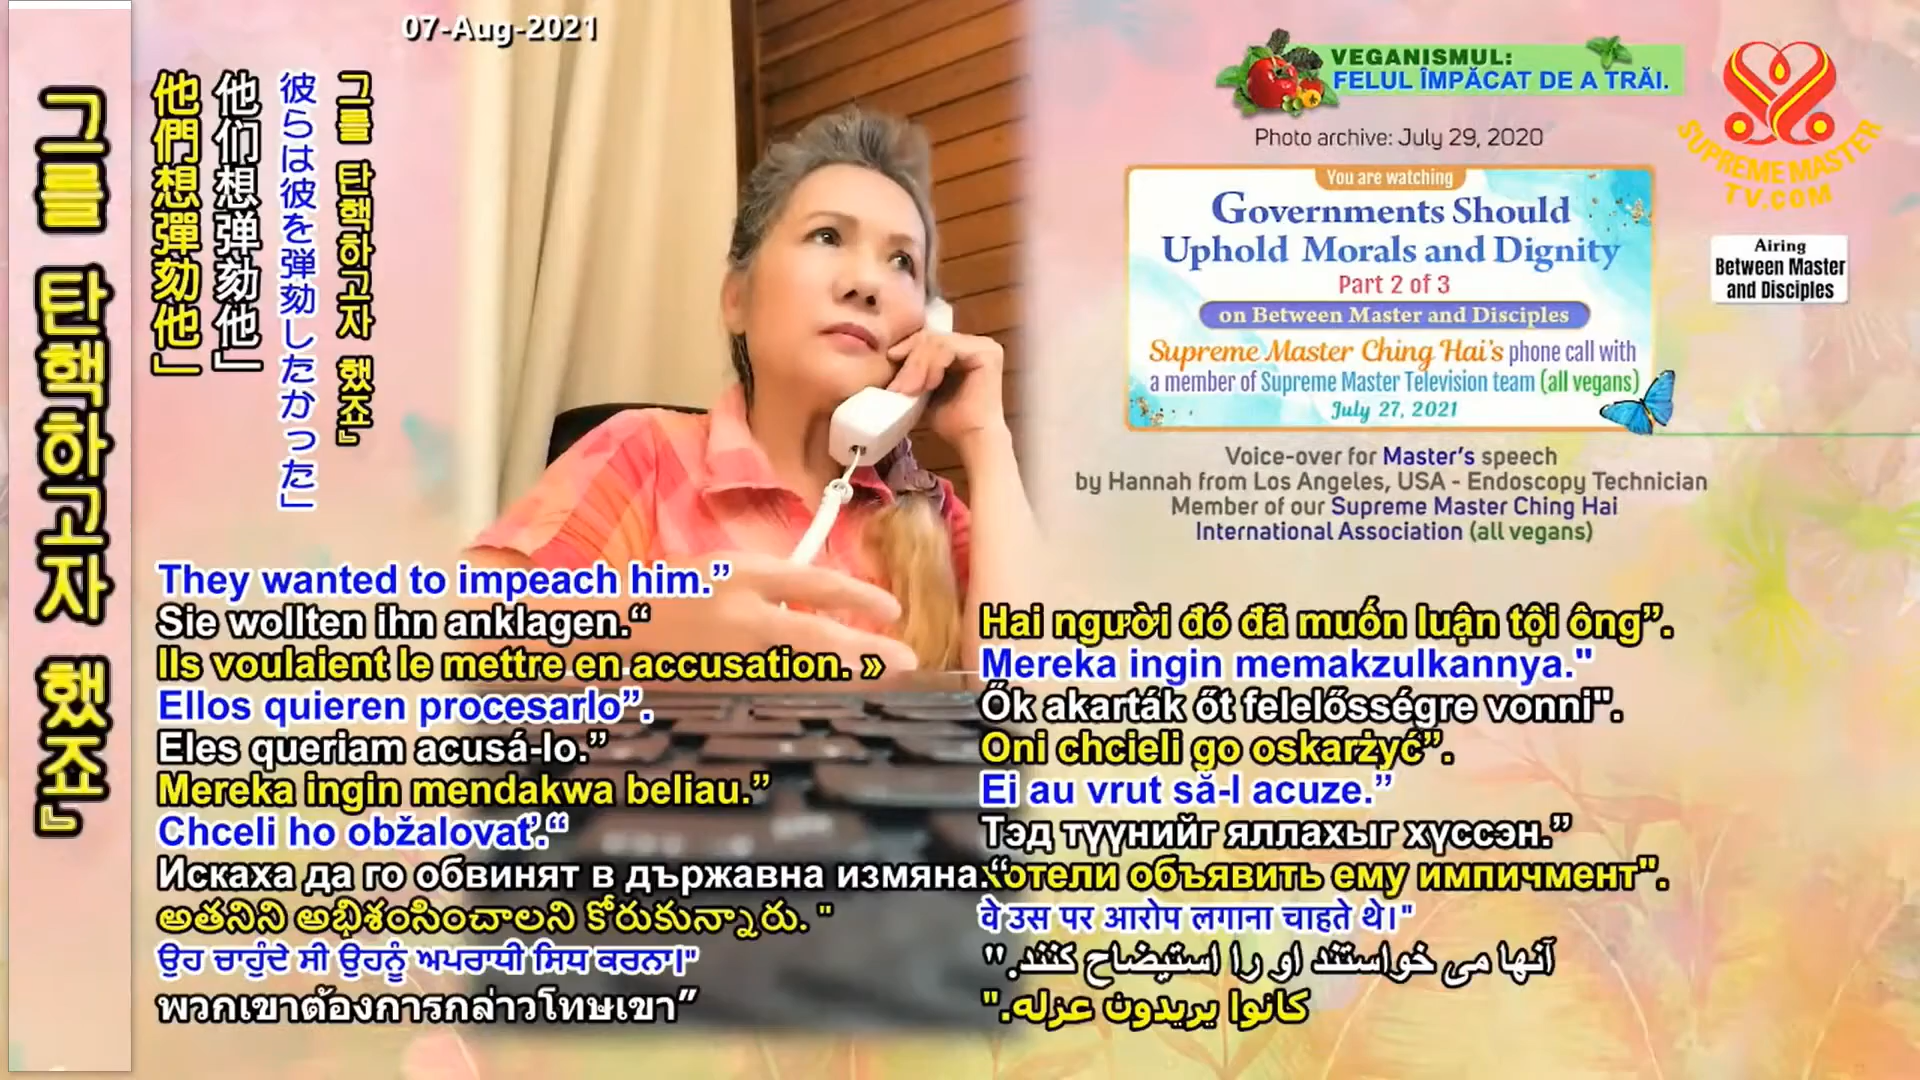 07-Aug-2021
그를 탄핵하고자 했죠』
他們想彈劾他」
他们想弹劾他」
彼らは彼を弾劾したかった」
그를 탄핵하고자 했죠』
VEGANISMUL:
FELUL ÎMPĂCAT DE A TRĂI.
Photo archive: July 29, 2020
SUPREME MASTER
TV.COM
You are watching
Governments Should
Uphold Morals and Dignity
Part 2 of 3
on Between Master and Disciples
Supreme Master Ching Hai's phone call with
a member of Supreme Master Television team (all vegans)
July 27, 2021
Airing
Between Master
and Disciples
Voice-over for Master's speech
by Hannah from Los Angeles, USA - Endoscopy Technician
Member of our Supreme Master Ching Hai
International Association (all vegans)
They wanted to impeach him.”
Sie wollten ihn anklagen.“
Ils voulaient le mettre en accusation. »
Ellos quieren procesarlo”.
Eles queriam acusá-lo.”
Mereka ingin mendakwa beliau.”
Chceli ho obžalovať.“
Искаха да го обвинят в държавна измяна.“
అతనిని అభిశంసించాలని కోరుకున్నారు. "
ਉਹ ਚਾਹੁੰਦੇ ਸੀ ਉਹਨੂੰ ਅਪਰਾਧੀ ਸਿਧ ਕਰਨਾ।"
พวกเขาต้องการกล่าวโทษเขา”
Hai người đó đã muốn luận tội ông”.
Mereka ingin memakzulkannya."
Ők akarták őt felelősségre vonni".
Oni chcieli go oskarżyć”.
Ei au vrut să-l acuze.”
Тэд түүнийг яллахыг хүссэн.”
хотели объявить ему импичмент".
वे उस पर आरोप लगाना चाहते थे।"
آنها می خواستند او را استیضاح کنند."
كانوا يريدون عزله."